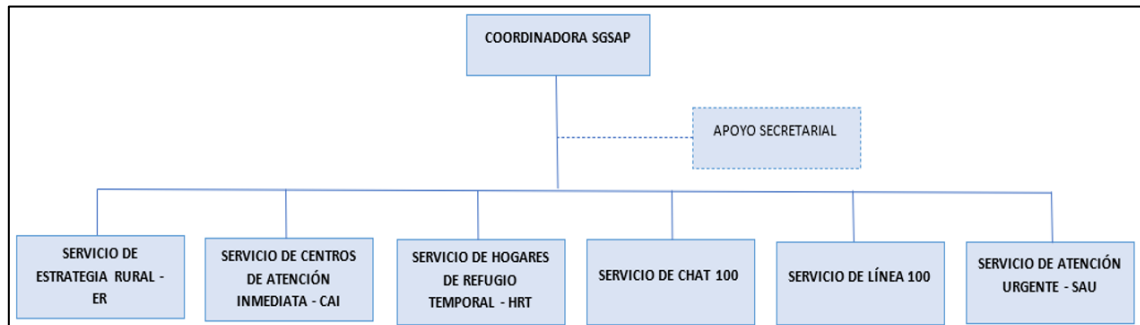 COORDINADORA SGSAP
APOYO SECRETARIAL
SERVICIO DE
ESTRATEGIA RURAL -
ER
SERVICIO DE CENTROS
DE ATENCIÓN
INMEDIATA - CAI
SERVICIO DE HOGARES
DE REFUGIO
TEMPORAL - HRT
SERVICIO DE CHAT 100
SERVICIO DE LÍNEA 100
SERVICIO DE ATENCIÓN
URGENTE - SAU